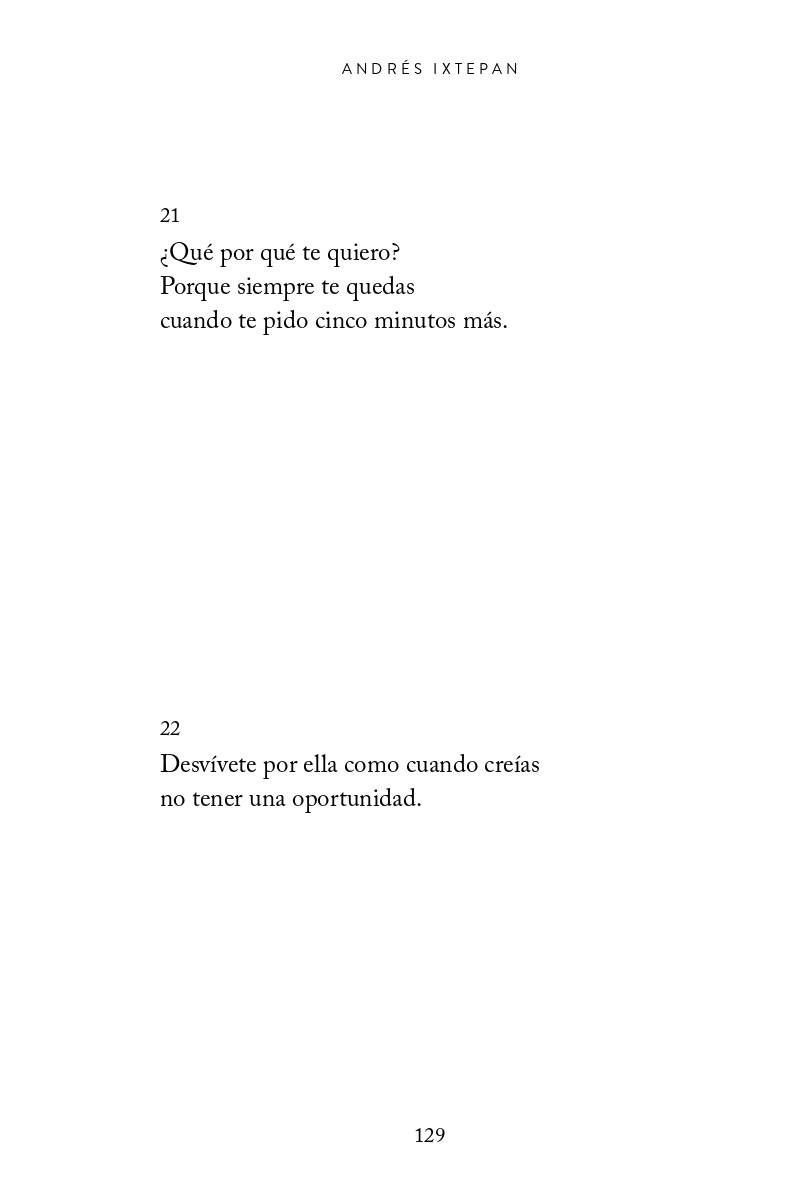 ANDRÉS IXTEPAN
21
¿Qué por qué te quiero?
Porque siempre te quedas
cuando te pido cinco minutos más.
22
Desvívete por ella como cuando creías
no tener una oportunidad.
129